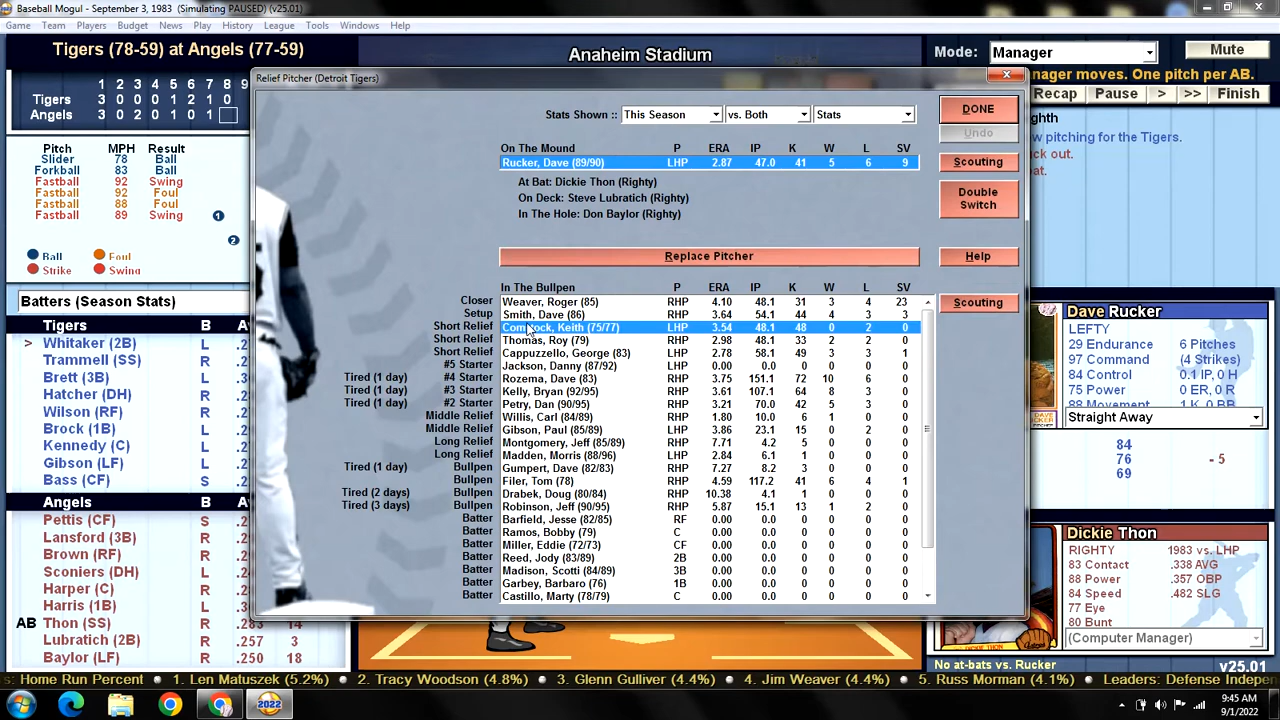 Baseball Mogul - September 3, 1983 (Simulating PAUSED) (v25.01)
Game Team Players Budget News Play History League Tools Windows Help
Tigers (78-59) at Angels (77-59)
1 2 3 4 5 6 7 8
Tigers 3 0 0 0 1 2 1 0
Angels 3 0 2 0 1 0 1
Pitch MPH Result
Slider 78 Ball
Forkball 83 Ball
Fastball 92 Swing
Fastball 92 Foul
Fastball 88 Foul
Fastball 89 Swing
1
2
Ball Foul
Strike Swing
Batters (Season Stats)
Tigers B
> Whitaker (2B) L
Trammell (SS) R
Brett (3B) L
Hatcher (DH) R
Wilson (RF) R
Brock (1B) L
Kennedy (C) L
Gibson (LF) L
Bass (CF) L
Angels B
Pettis (CF) S
Lansford (3B) R
Brown (RF) R
Sconiers (DH) L
Harper (C) R
Harris (1B) L
AB Thon (SS) R .283 14
Lubratich (2B) R .257 3
Baylor (LF) R .250 18
Anaheim Stadium
Mode: Manager
Mute
nager moves. One pitch per AB.
Recap Pause > >> Finish
hth
w pitching for the Tigers.
ck out.
at.
Relief Pitcher (Detroit Tigers)
Stats Shown :: This Season vs. Both Stats
DONE
Undo
Scouting
Double Switch
Help
Scouting
On The Mound P ERA IP K W L SV
Rucker, Dave (89/90) LHP 2.87 47.0 41 5 6 9
At Bat: Dickie Thon (Righty)
On Deck: Steve Lubratich (Righty)
In The Hole: Don Baylor (Righty)
Replace Pitcher
In The Bullpen P ERA IP K W L SV
Closer Weaver, Roger (85) RHP 4.10 48.1 31 3 4 23
Setup Smith, Dave (86) RHP 3.64 54.1 44 4 3 3
Short Relief Comstock, Keith (75/77) LHP 3.54 48.1 48 0 2 0
Short Relief Thomas, Roy (79) RHP 2.98 48.1 33 2 2 0
Short Relief Cappuzzello, George (83) LHP 2.78 58.1 49 3 3 1
#5 Starter Jackson, Danny (87/92) LHP 0.00 0.0 0 0 0 0
Tired (1 day) #4 Starter Rozema, Dave (83) RHP 3.75 151.1 72 10 6 0
Tired (1 day) #3 Starter Kelly, Bryan (92/95) RHP 3.61 107.1 64 8 3 0
Tired (1 day) #2 Starter Petry, Dan (90/95) RHP 3.21 70.0 42 5 3 0
Middle Relief Willis, Carl (84/89) RHP 1.80 10.0 6 1 0 0
Middle Relief Gibson, Paul (85/89) LHP 3.86 23.1 15 0 2 0
Long Relief Montgomery, Jeff (85/89) RHP 7.71 4.2 5 0 1 0
Long Relief Madden, Morris (88/96) LHP 2.84 6.1 1 0 0 0
Tired (1 day) Bullpen Gumpert, Dave (82/83) RHP 7.27 8.2 3 0 1 0
Bullpen Filer, Tom (78) RHP 4.59 117.2 41 6 4 1
Tired (2 days) Bullpen Drabek, Doug (80/84) RHP 10.38 4.1 1 0 0 0
Tired (3 days) Bullpen Robinson, Jeff (90/95) RHP 5.87 15.1 13 1 2 0
Batter Barfield, Jesse (82/85) RF 0.00 0.0 0 0 0 0
Batter Ramos, Bobby (79) C 0.00 0.0 0 0 0 0
Batter Miller, Eddie (72/73) CF 0.00 0.0 0 0 0 0
Batter Reed, Jody (83/89) 2B 0.00 0.0 0 0 0 0
Batter Madison, Scotti (84/89) 3B 0.00 0.0 0 0 0 0
Batter Garbey, Barbaro (76) 1B 0.00 0.0 0 0 0 0
Batter Castillo, Marty (78/79) C 0.00 0.0 0 0 0 0
Dave Rucker
LEFTY
29 Endurance 6 Pitches
97 Command (4 Strikes)
84 Control 0.1 IP, 0 H
75 Power 0 ER, 0 R
88 Movement 1 K, 0 BB
Straight Away
84
76 - 5
69
Dickie Thon
RIGHTY 1983 vs. LHP
83 Contact .338 AVG
88 Power .357 OBP
84 Speed .482 SLG
77 Eye
80 Bunt
(Computer Manager)
No at-bats vs. Rucker v25.01
s: Home Run Percent 1. Len Matuszek (5.2%) 2. Tracy Woodson (4.8%) 3. Glenn Gulliver (4.4%) 4. Jim Weaver (4.4%) 5. Russ Morman (4.1%) Leaders: Defense Indepen
2022
9:45 AM
9/1/2022